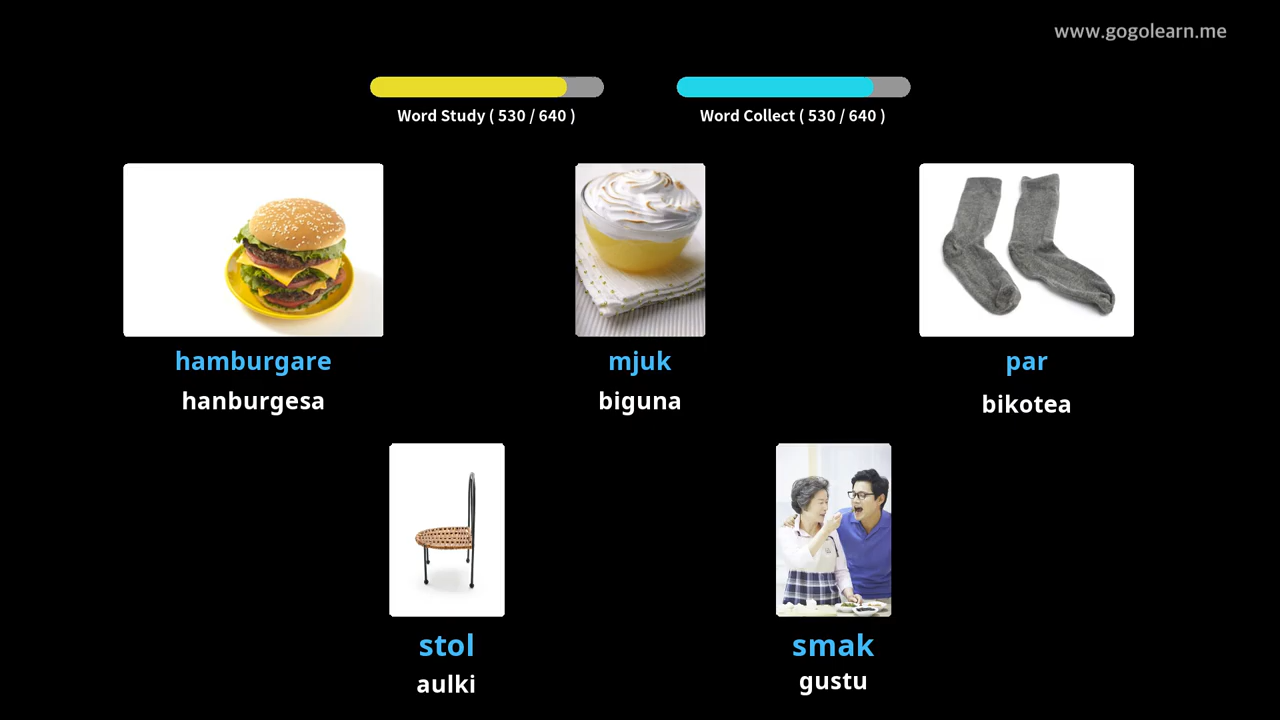 www.gogolearn.me
Word Study ( 530 / 640 )
Word Collect ( 530 / 640 )
hamburgare
hanburgesa
mjuk
biguna
par
bikotea
stol
aulki
smak
gustu